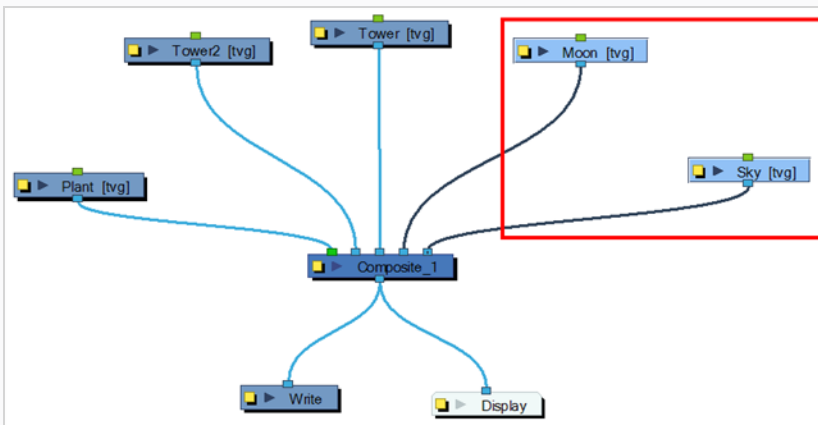 Tower [tvg]
Tower2 [tvg]
Moon [tvg]
Sky [tvg]
Plant [tvg]
Composite_1
Write
Display